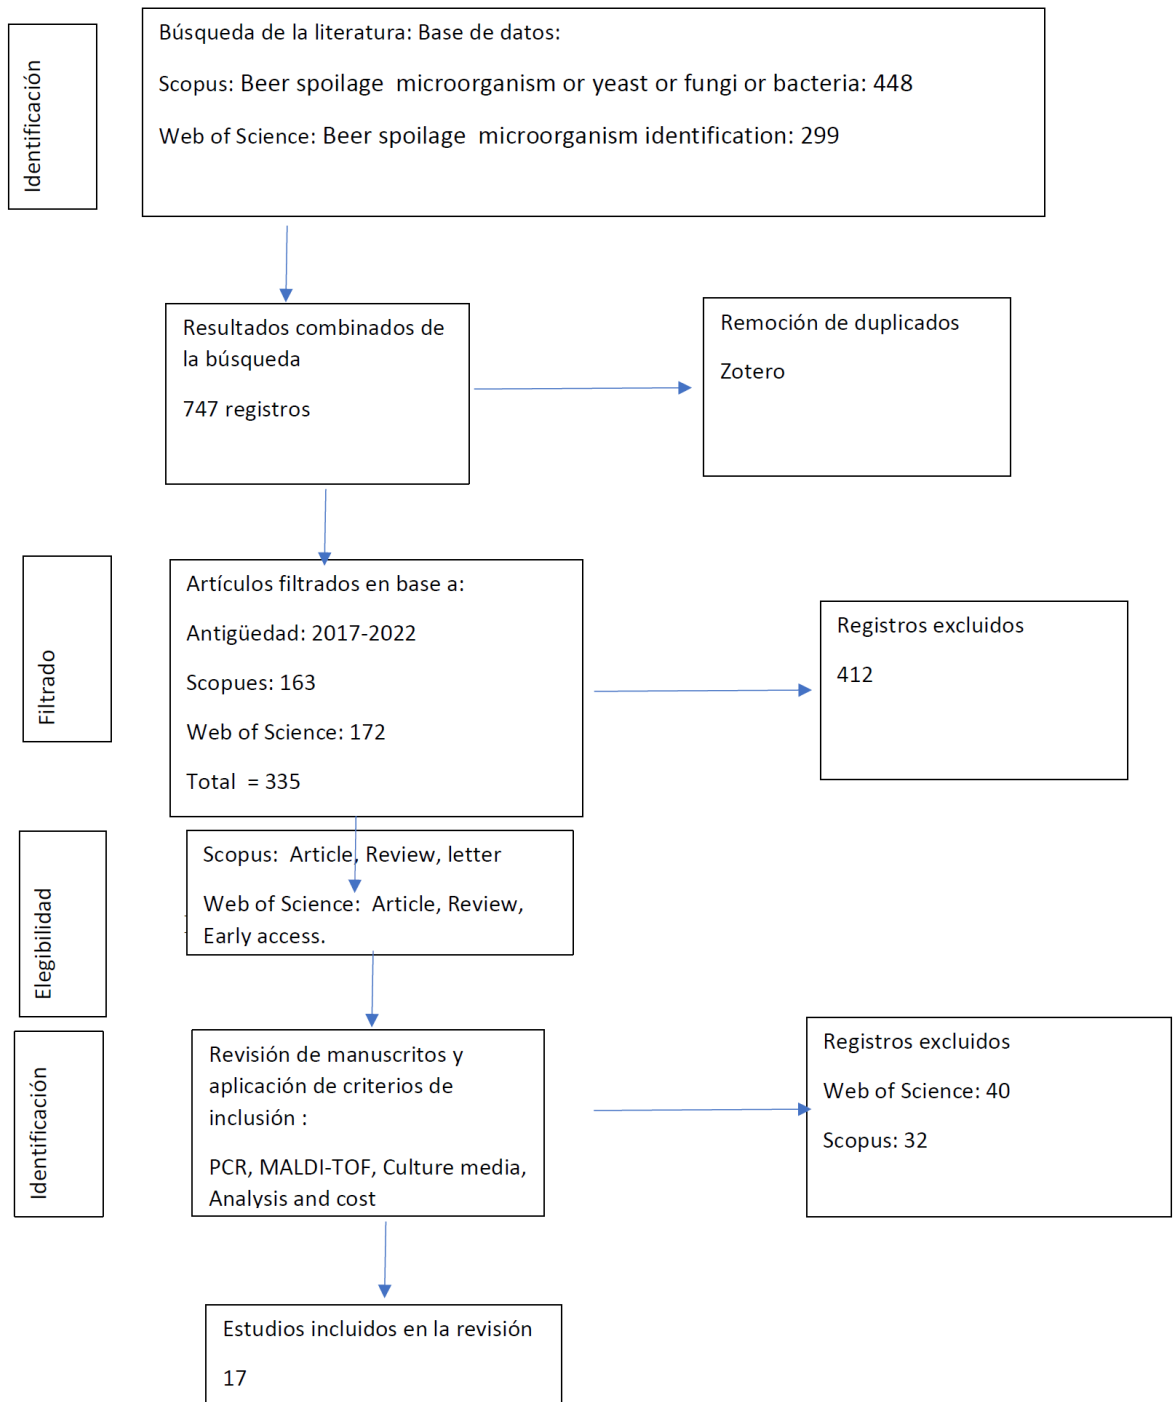 Identificación
Búsqueda de la literatura: Base de datos:
Scopus: Beer spoilage microorganism or yeast or fungi or bacteria: 448
Web of Science: Beer spoilage microorganism identification: 299
Resultados combinados de
la búsqueda
747 registros
Remoción de duplicados
Zotero
Filtrado
Artículos filtrados en base a:
Antigüedad: 2017-2022
Scopues: 163
Web of Science: 172
Total = 335
Registros excluidos
412
Elegibilidad
Scopus: Article, Review, letter
Web of Science: Article, Review,
Early access.
Identificación
Revisión de manuscritos y
aplicación de criterios de
inclusión :
PCR, MALDI-TOF, Culture media,
Analysis and cost
Registros excluidos
Web of Science: 40
Scopus: 32
Estudios incluidos en la revisión
17